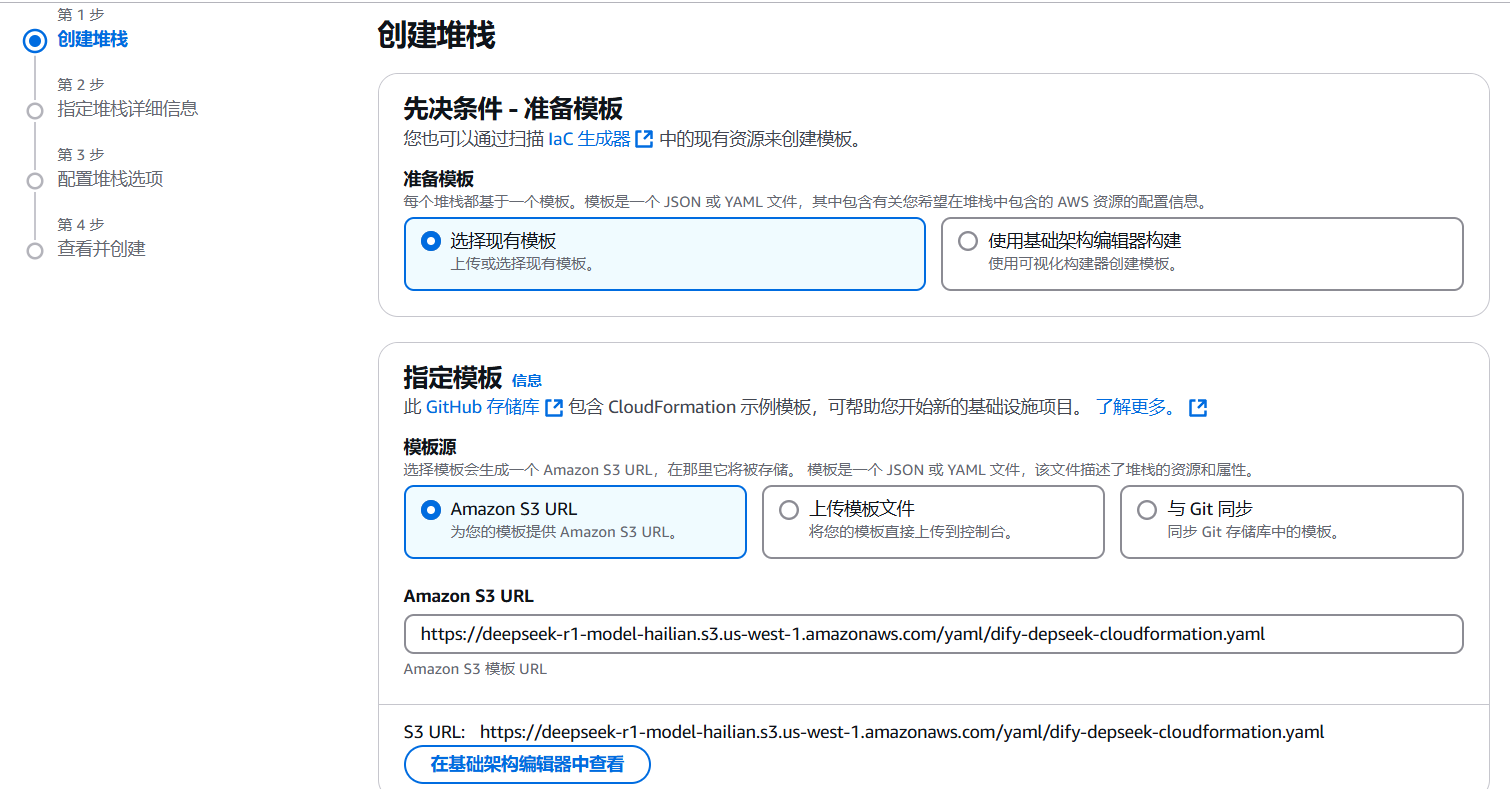 第 1 步
创建堆栈
第 2 步
指定堆栈详细信息
第 3 步
配置堆栈选项
第 4 步
查看并创建
创建堆栈
先决条件 - 准备模板
您也可以通过扫描 IaC 生成器 中的现有资源来创建模板。
准备模板
每个堆栈都基于一个模板。模板是一个 JSON 或 YAML 文件，其中包含有关您希望在堆栈中包含的 AWS 资源的配置信息。
选择现有模板
上传或选择现有模板。
使用基础架构编辑器构建
使用可视化构建器创建模板。
指定模板 信息
此 GitHub 存储库 包含 CloudFormation 示例模板，可帮助您开始新的基础设施项目。 了解更多。
模板源
选择模板会生成一个 Amazon S3 URL，在那里它将被存储。 模板是一个 JSON 或 YAML 文件，该文件描述了堆栈的资源和属性。
Amazon S3 URL
为您的模板提供 Amazon S3 URL。
上传模板文件
将您的模板直接上传到控制台。
与 Git 同步
同步 Git 存储库中的模板。
Amazon S3 URL
https://deepseek-r1-model-hailian.s3.us-west-1.amazonaws.com/yaml/dify-depseek-cloudformation.yaml
Amazon S3 模板 URL
S3 URL: https://deepseek-r1-model-hailian.s3.us-west-1.amazonaws.com/yaml/dify-depseek-cloudformation.yaml
在基础架构编辑器中查看